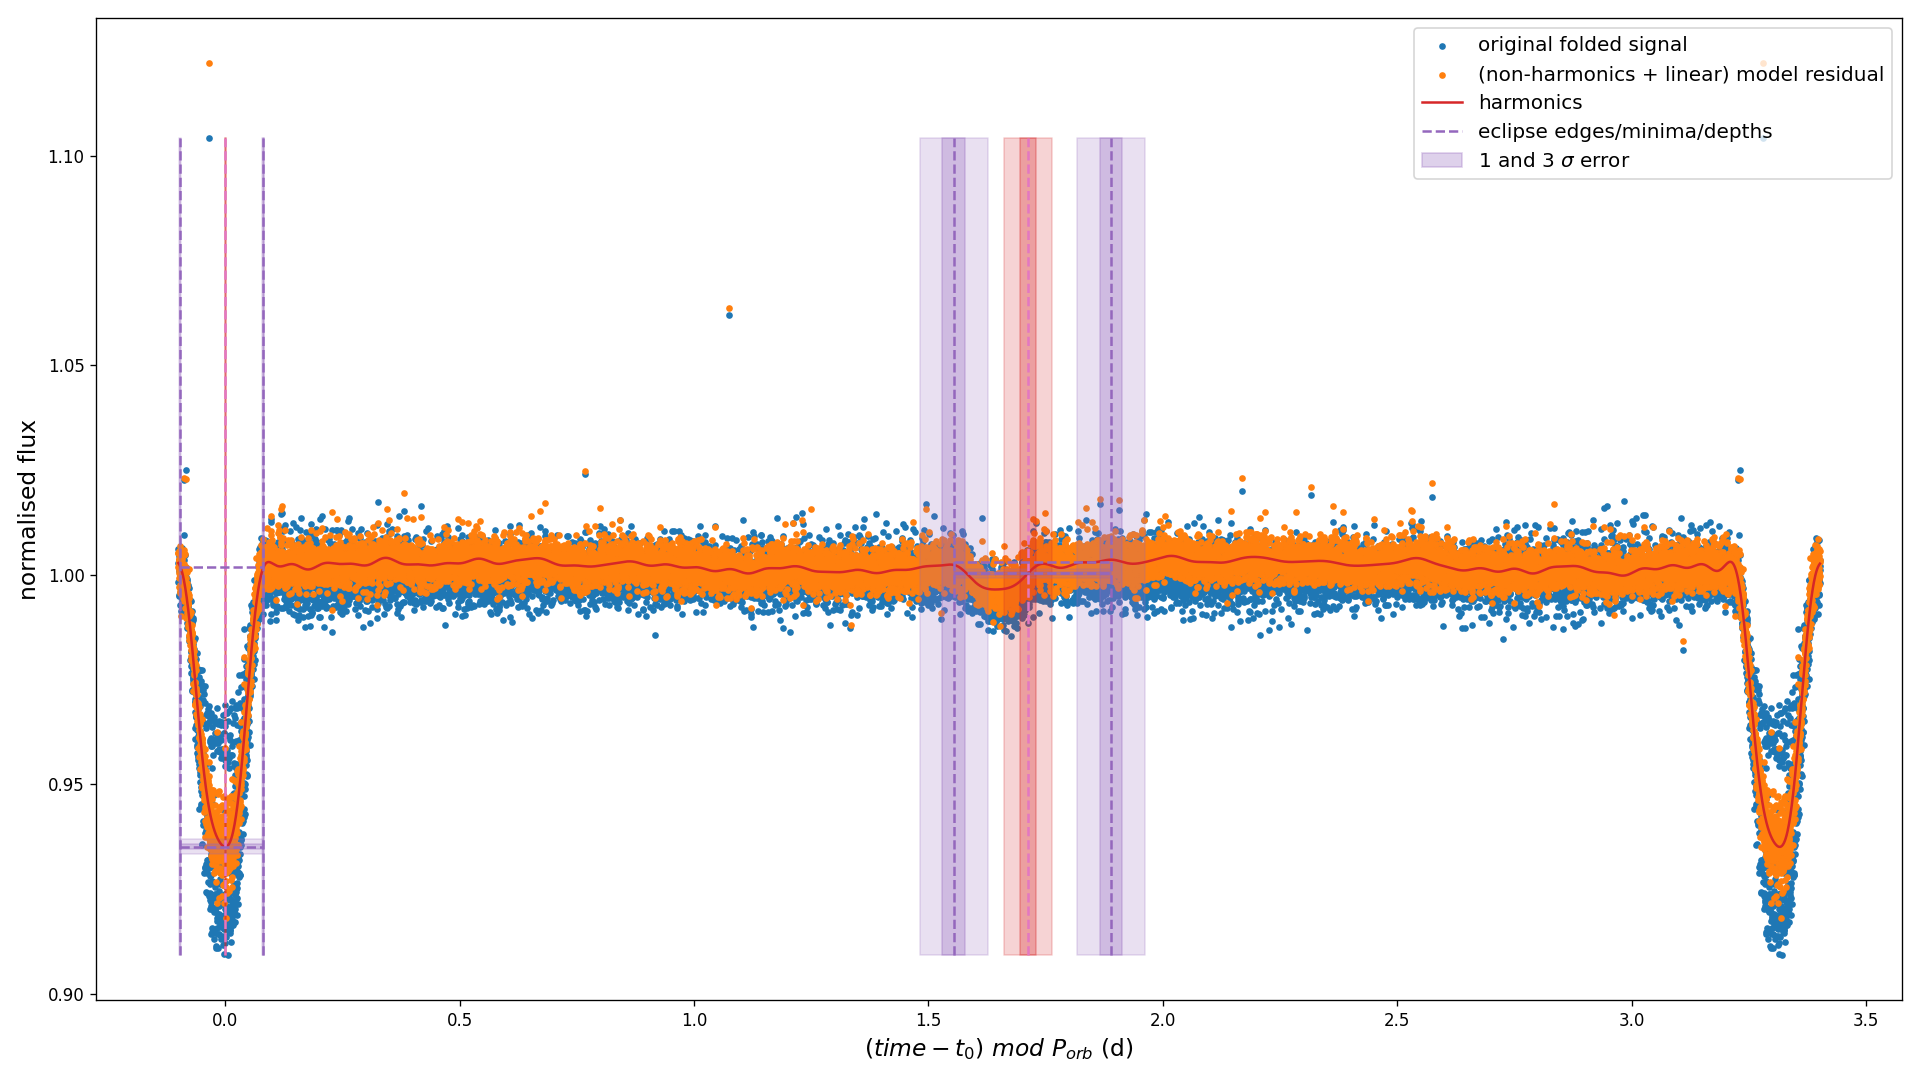 original folded signal
(non-harmonics + linear) model residual
harmonics
eclipse edges/minima/depths
1 and 3 σ error
normalised flux
1.10
1.05
1.00
0.95
0.90
0.0 0.5 1.0 1.5 2.0 2.5 3.0 3.5
(time − t₀) mod Pₒᵣᵦ (d)